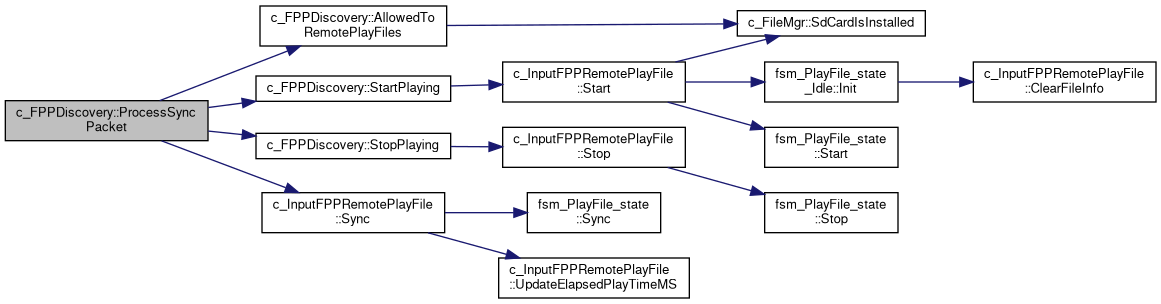 c_FPPDiscovery::ProcessSync
Packet
c_FPPDiscovery::AllowedTo
RemotePlayFiles
c_FPPDiscovery::StartPlaying
c_FPPDiscovery::StopPlaying
c_InputFPPRemotePlayFile
::Sync
c_FileMgr::SdCardIsInstalled
c_InputFPPRemotePlayFile
::Start
fsm_PlayFile_state
_Idle::Init
c_InputFPPRemotePlayFile
::ClearFileInfo
fsm_PlayFile_state
::Start
c_InputFPPRemotePlayFile
::Stop
fsm_PlayFile_state
::Stop
fsm_PlayFile_state
::Sync
c_InputFPPRemotePlayFile
::UpdateElapsedPlayTimeMS